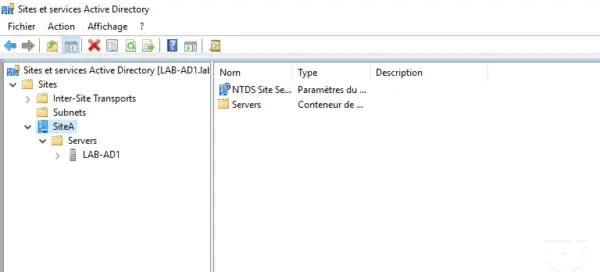 Sites et services Active Directory
Fichier Action Affichage ?
Sites et services Active Directory [LAB-AD1.lal
Sites
Inter-Site Transports
Subnets
SiteA
Servers
LAB-AD1
Nom Type Description
NTDS Site Se... Paramètres du ...
Servers Conteneur de ...